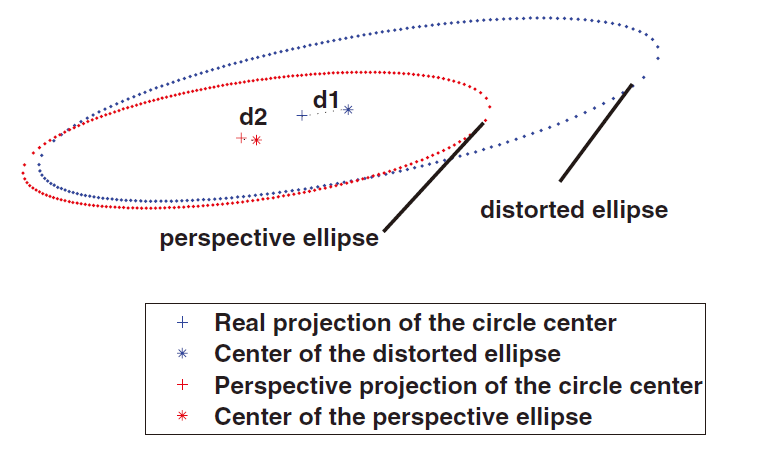 d1
d2
distorted ellipse
perspective ellipse
Real projection of the circle center
Center of the distorted ellipse
Perspective projection of the circle center
Center of the perspective ellipse